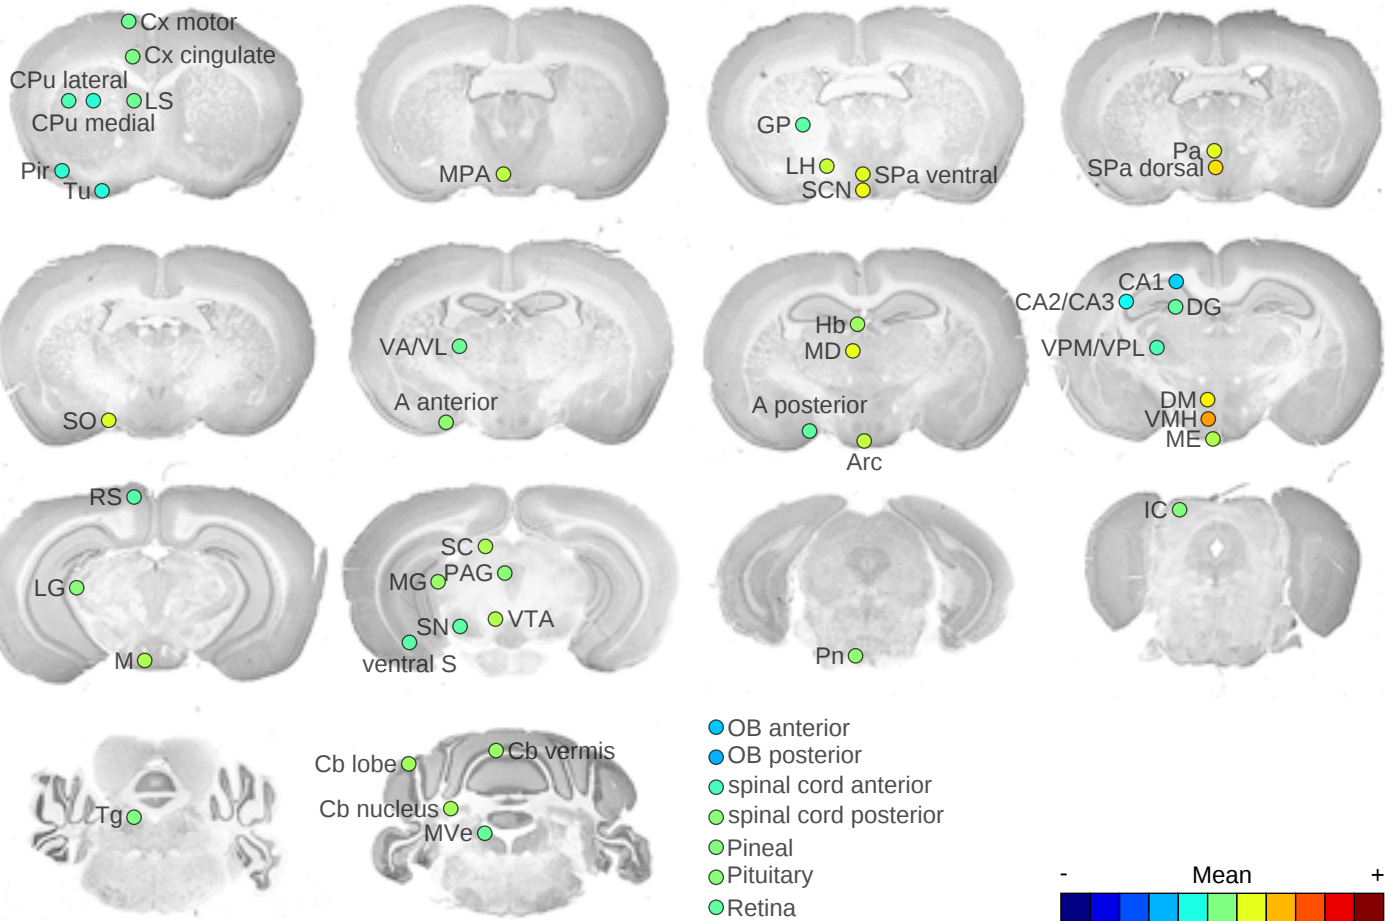 Cx motor
Cx cingulate
CPu lateral
LS
CPu medial
Pir
Tu
MPA
GP
LH
SPa ventral
SCN
Pa
SPa dorsal
SO
VA/VL
A anterior
Hb
MD
A posterior
Arc
CA1
CA2/CA3
DG
VPM/VPL
DM
VMH
ME
RS
LG
M
SC
MG
PAG
SN
VTA
ventral S
Pn
IC
Tg
Cb vermis
Cb lobe
Cb nucleus
MVe
OB anterior
OB posterior
spinal cord anterior
spinal cord posterior
Pineal
Pituitary
Retina
- Mean +